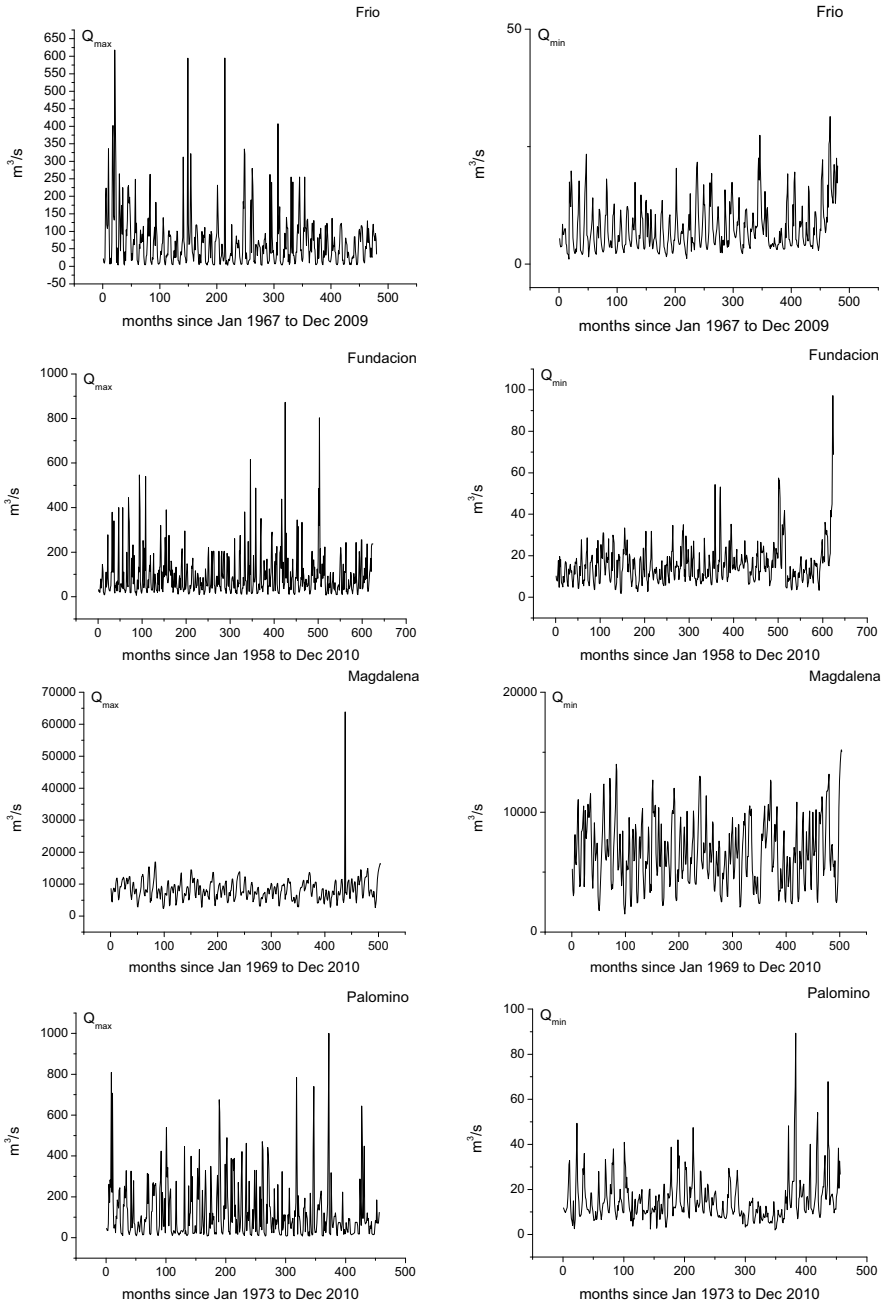 Frio
Q_max
650
600
550
500
450
400
350
300
250
200
150
100
50
0
-50
m³/s
0 100 200 300 400 500
months since Jan 1967 to Dec 2009
Frio
Q_min
50
0
m³/s
0 100 200 300 400 500
months since Jan 1967 to Dec 2009
Fundacion
Q_max
1000
800
600
400
200
0
m³/s
0 100 200 300 400 500 600 700
months since Jan 1958 to Dec 2010
Fundacion
Q_min
100
80
60
40
20
0
m³/s
0 100 200 300 400 500 600 700
months since Jan 1958 to Dec 2010
Magdalena
Q_max
70000
60000
50000
40000
30000
20000
10000
0
m³/s
0 100 200 300 400 500
months since Jan 1969 to Dec 2010
Magdalena
Q_min
20000
10000
0
m³/s
0 100 200 300 400 500
months since Jan 1969 to Dec 2010
Palomino
Q_max
1000
800
600
400
200
0
m³/s
0 100 200 300 400 500
months since Jan 1973 to Dec 2010
Palomino
Q_min
100
80
60
40
20
0
m³/s
0 100 200 300 400 500
months since Jan 1973 to Dec 2010